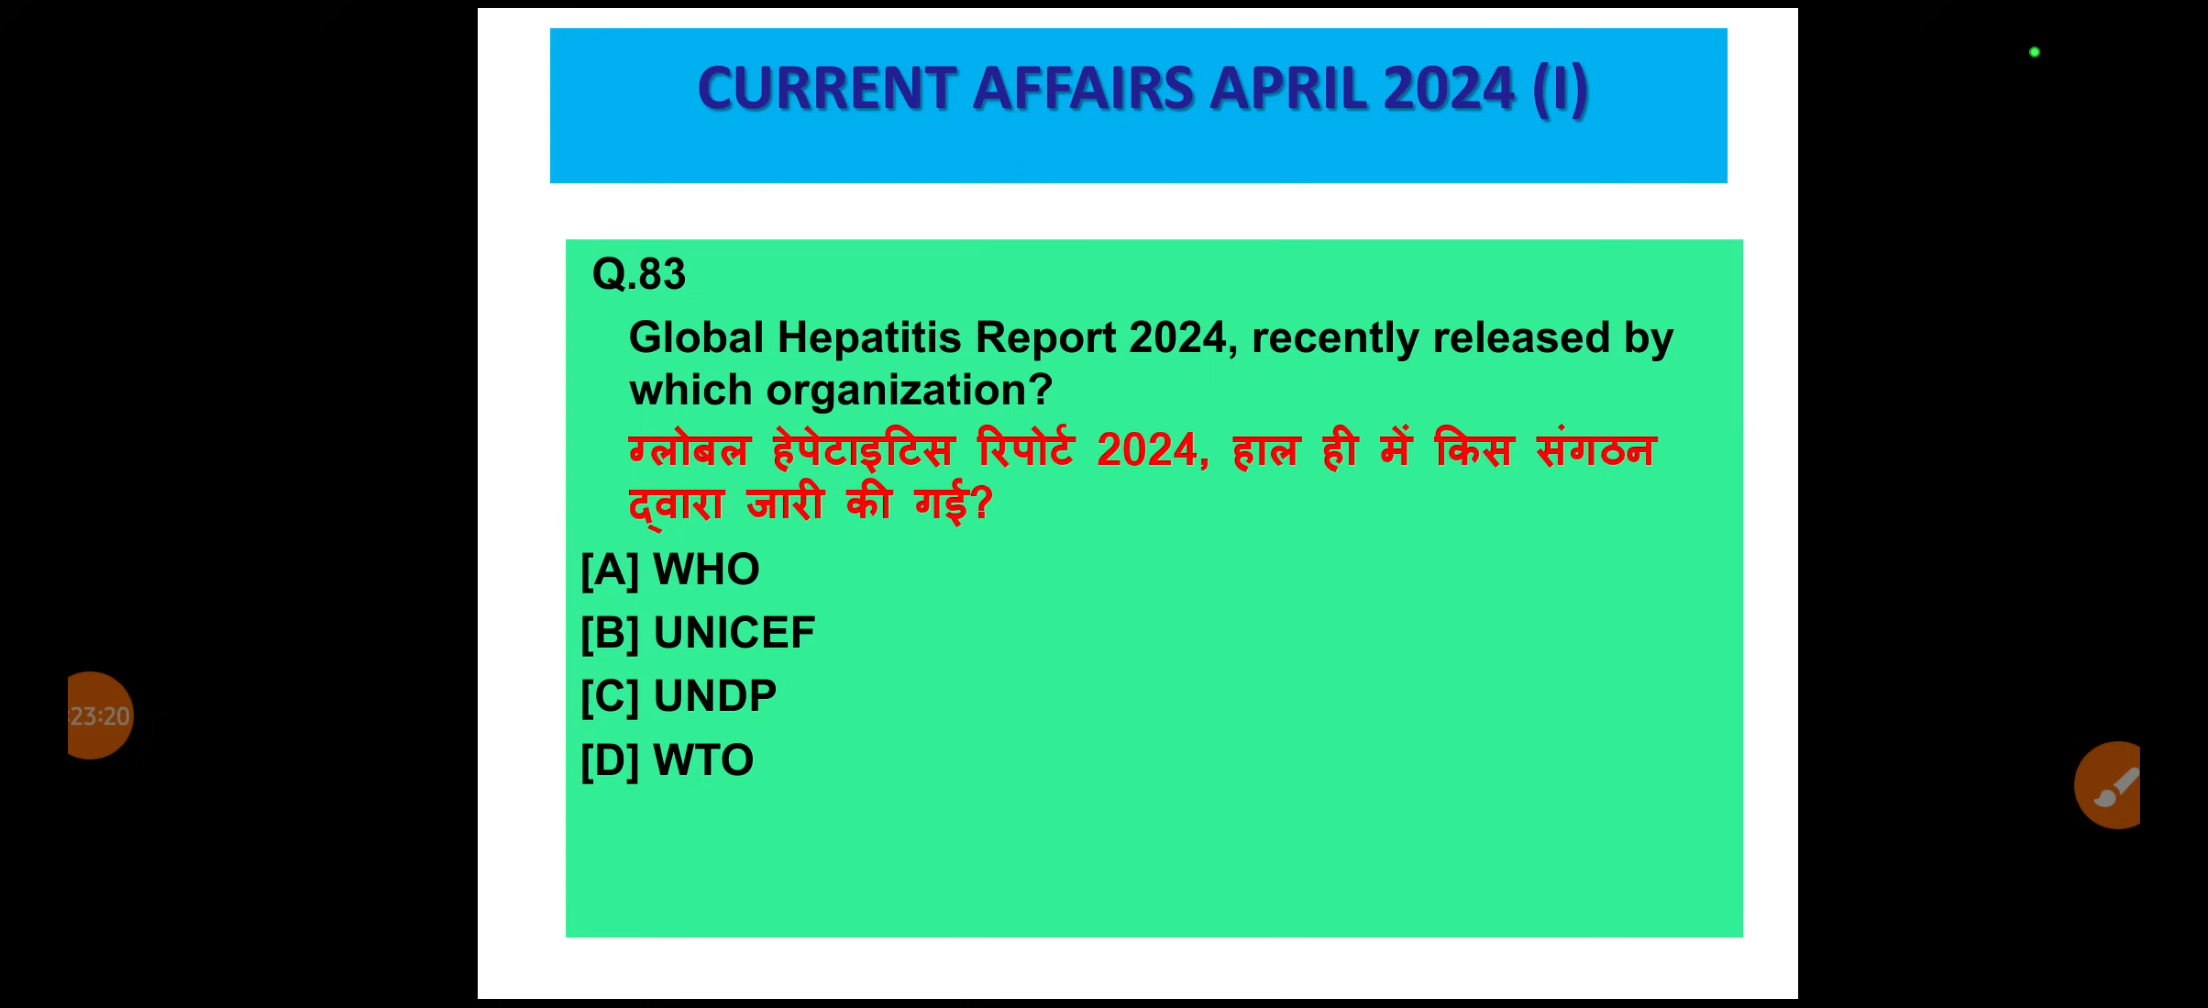 CURRENT AFFAIRS APRIL 2024 (I)
Q.83
Global Hepatitis Report 2024, recently released by
which organization?
ग्लोबल हेपेटाइटिस रिपोर्ट 2024, हाल ही में किस संगठन
द्वारा जारी की गई?
[A] WHO
[B] UNICEF
[C] UNDP
[D] WTO
:23:20